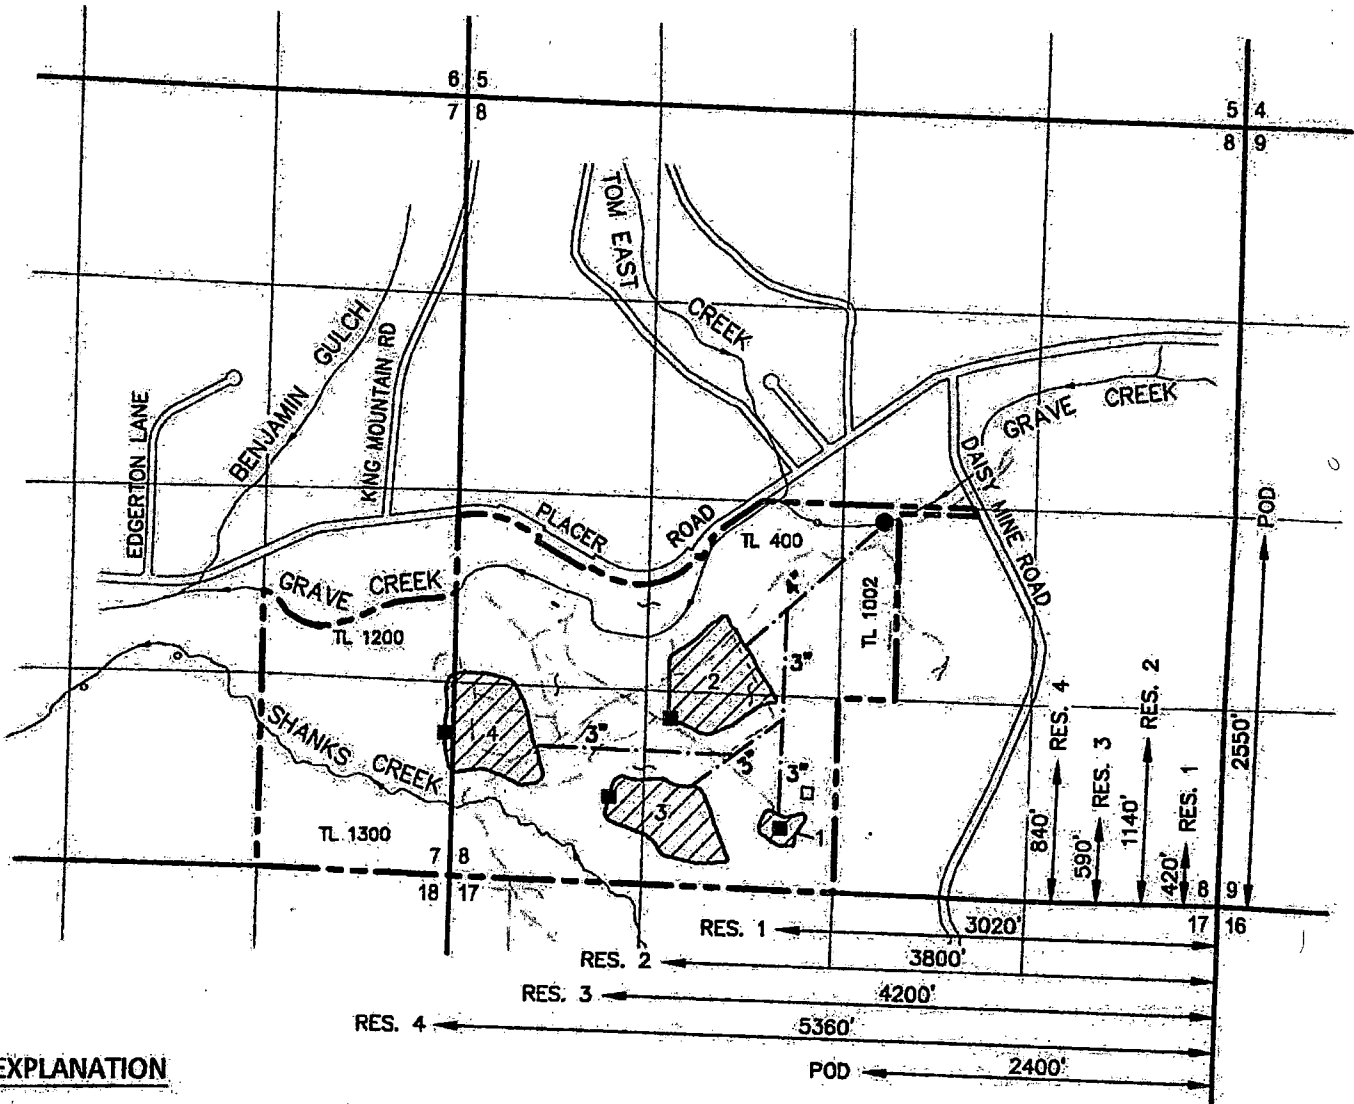 6 5
7 8
5 4
8 9
TOM EAST
CREEK
BENJAMIN GULCH
KING MOUNTAIN RD
EDGERTON LANE
GRAVE CREEK
DAISY MINE ROAD
PLACER ROAD
TL 400
TL 1002
POD
GRAVE CREEK
TL 1200
4"
3"
2
4
3"
3"
3"
3
1
SHANKS CREEK
TL 1300
840' RES. 4
590' RES. 3
1140' RES. 2
420' RES. 1
2550'
7 8
18 17
8 9
17 16
RES. 1 3020'
RES. 2 3800'
RES. 3 4200'
RES. 4 5360'
POD 2400'
EXPLANATION